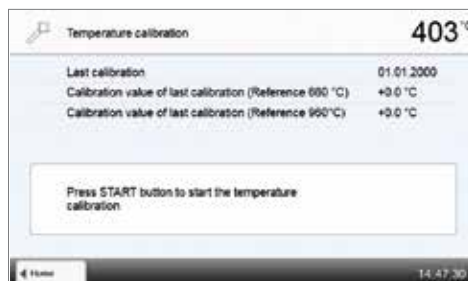 Temperature calibration
403 °C
Last calibration 01.01.2000
Calibration value of last calibration (Reference 660 °C) +0.0 °C
Calibration value of last calibration (Reference 960°C) +0.0 °C
Press START button to start the temperature
calibration
Home
14:47:30